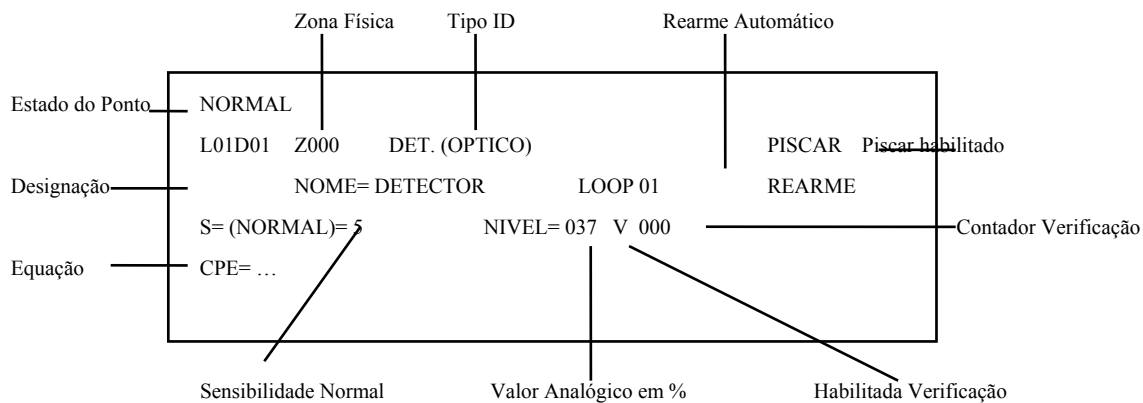 Zona Física Tipo ID Rearme Automático
Estado do Ponto NORMAL
L01D01 Z000 DET. (OPTICO) PISCAR Piscar habilitado
Designação NOME= DETECTOR LOOP 01 REARME
S= (NORMAL)= 5 NIVEL= 037 V 000 Contador Verificação
Equação CPE= …
Sensibilidade Normal Valor Analógico em % Habilitada Verificação